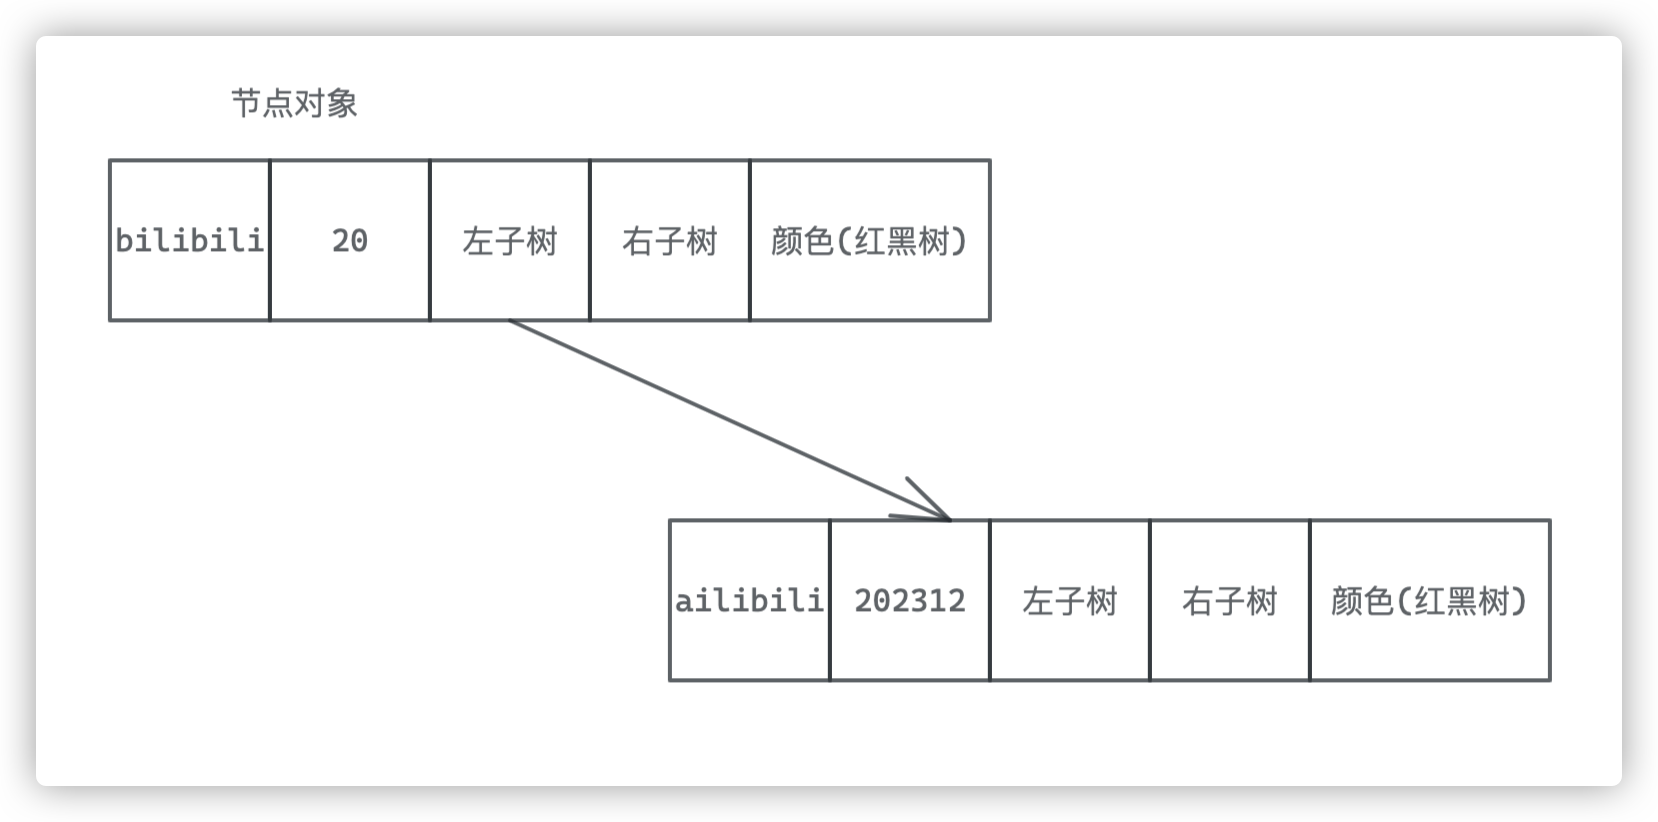 节点对象
bilibili 20 左子树 右子树 颜色(红黑树)
ailibili 202312 左子树 右子树 颜色(红黑树)